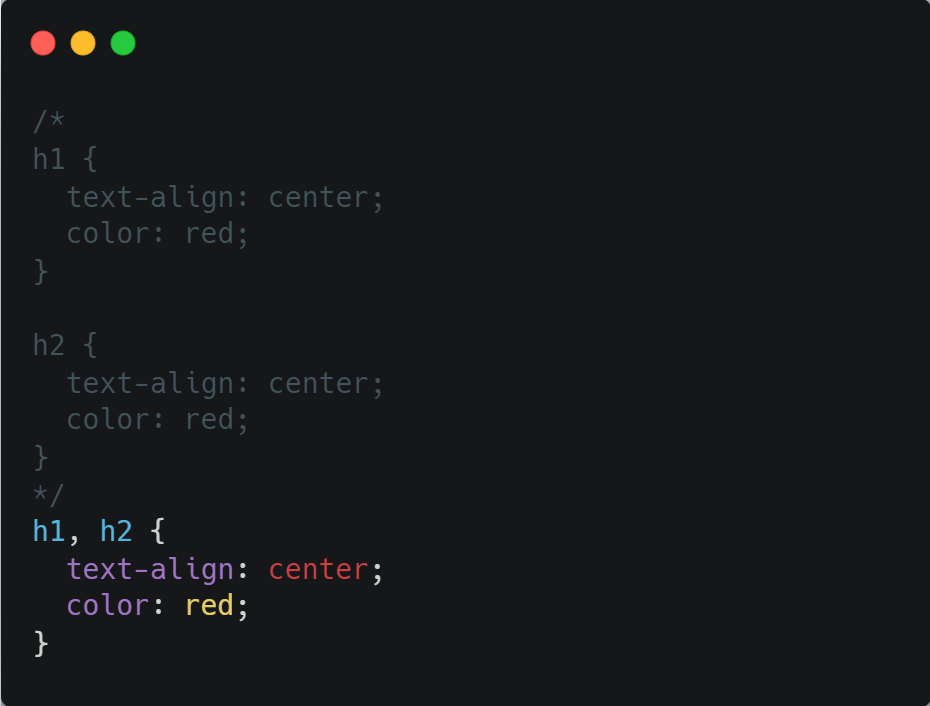 /*
h1 {
  text-align: center;
  color: red;
}

h2 {
  text-align: center;
  color: red;
}
*/
h1, h2 {
  text-align: center;
  color: red;
}